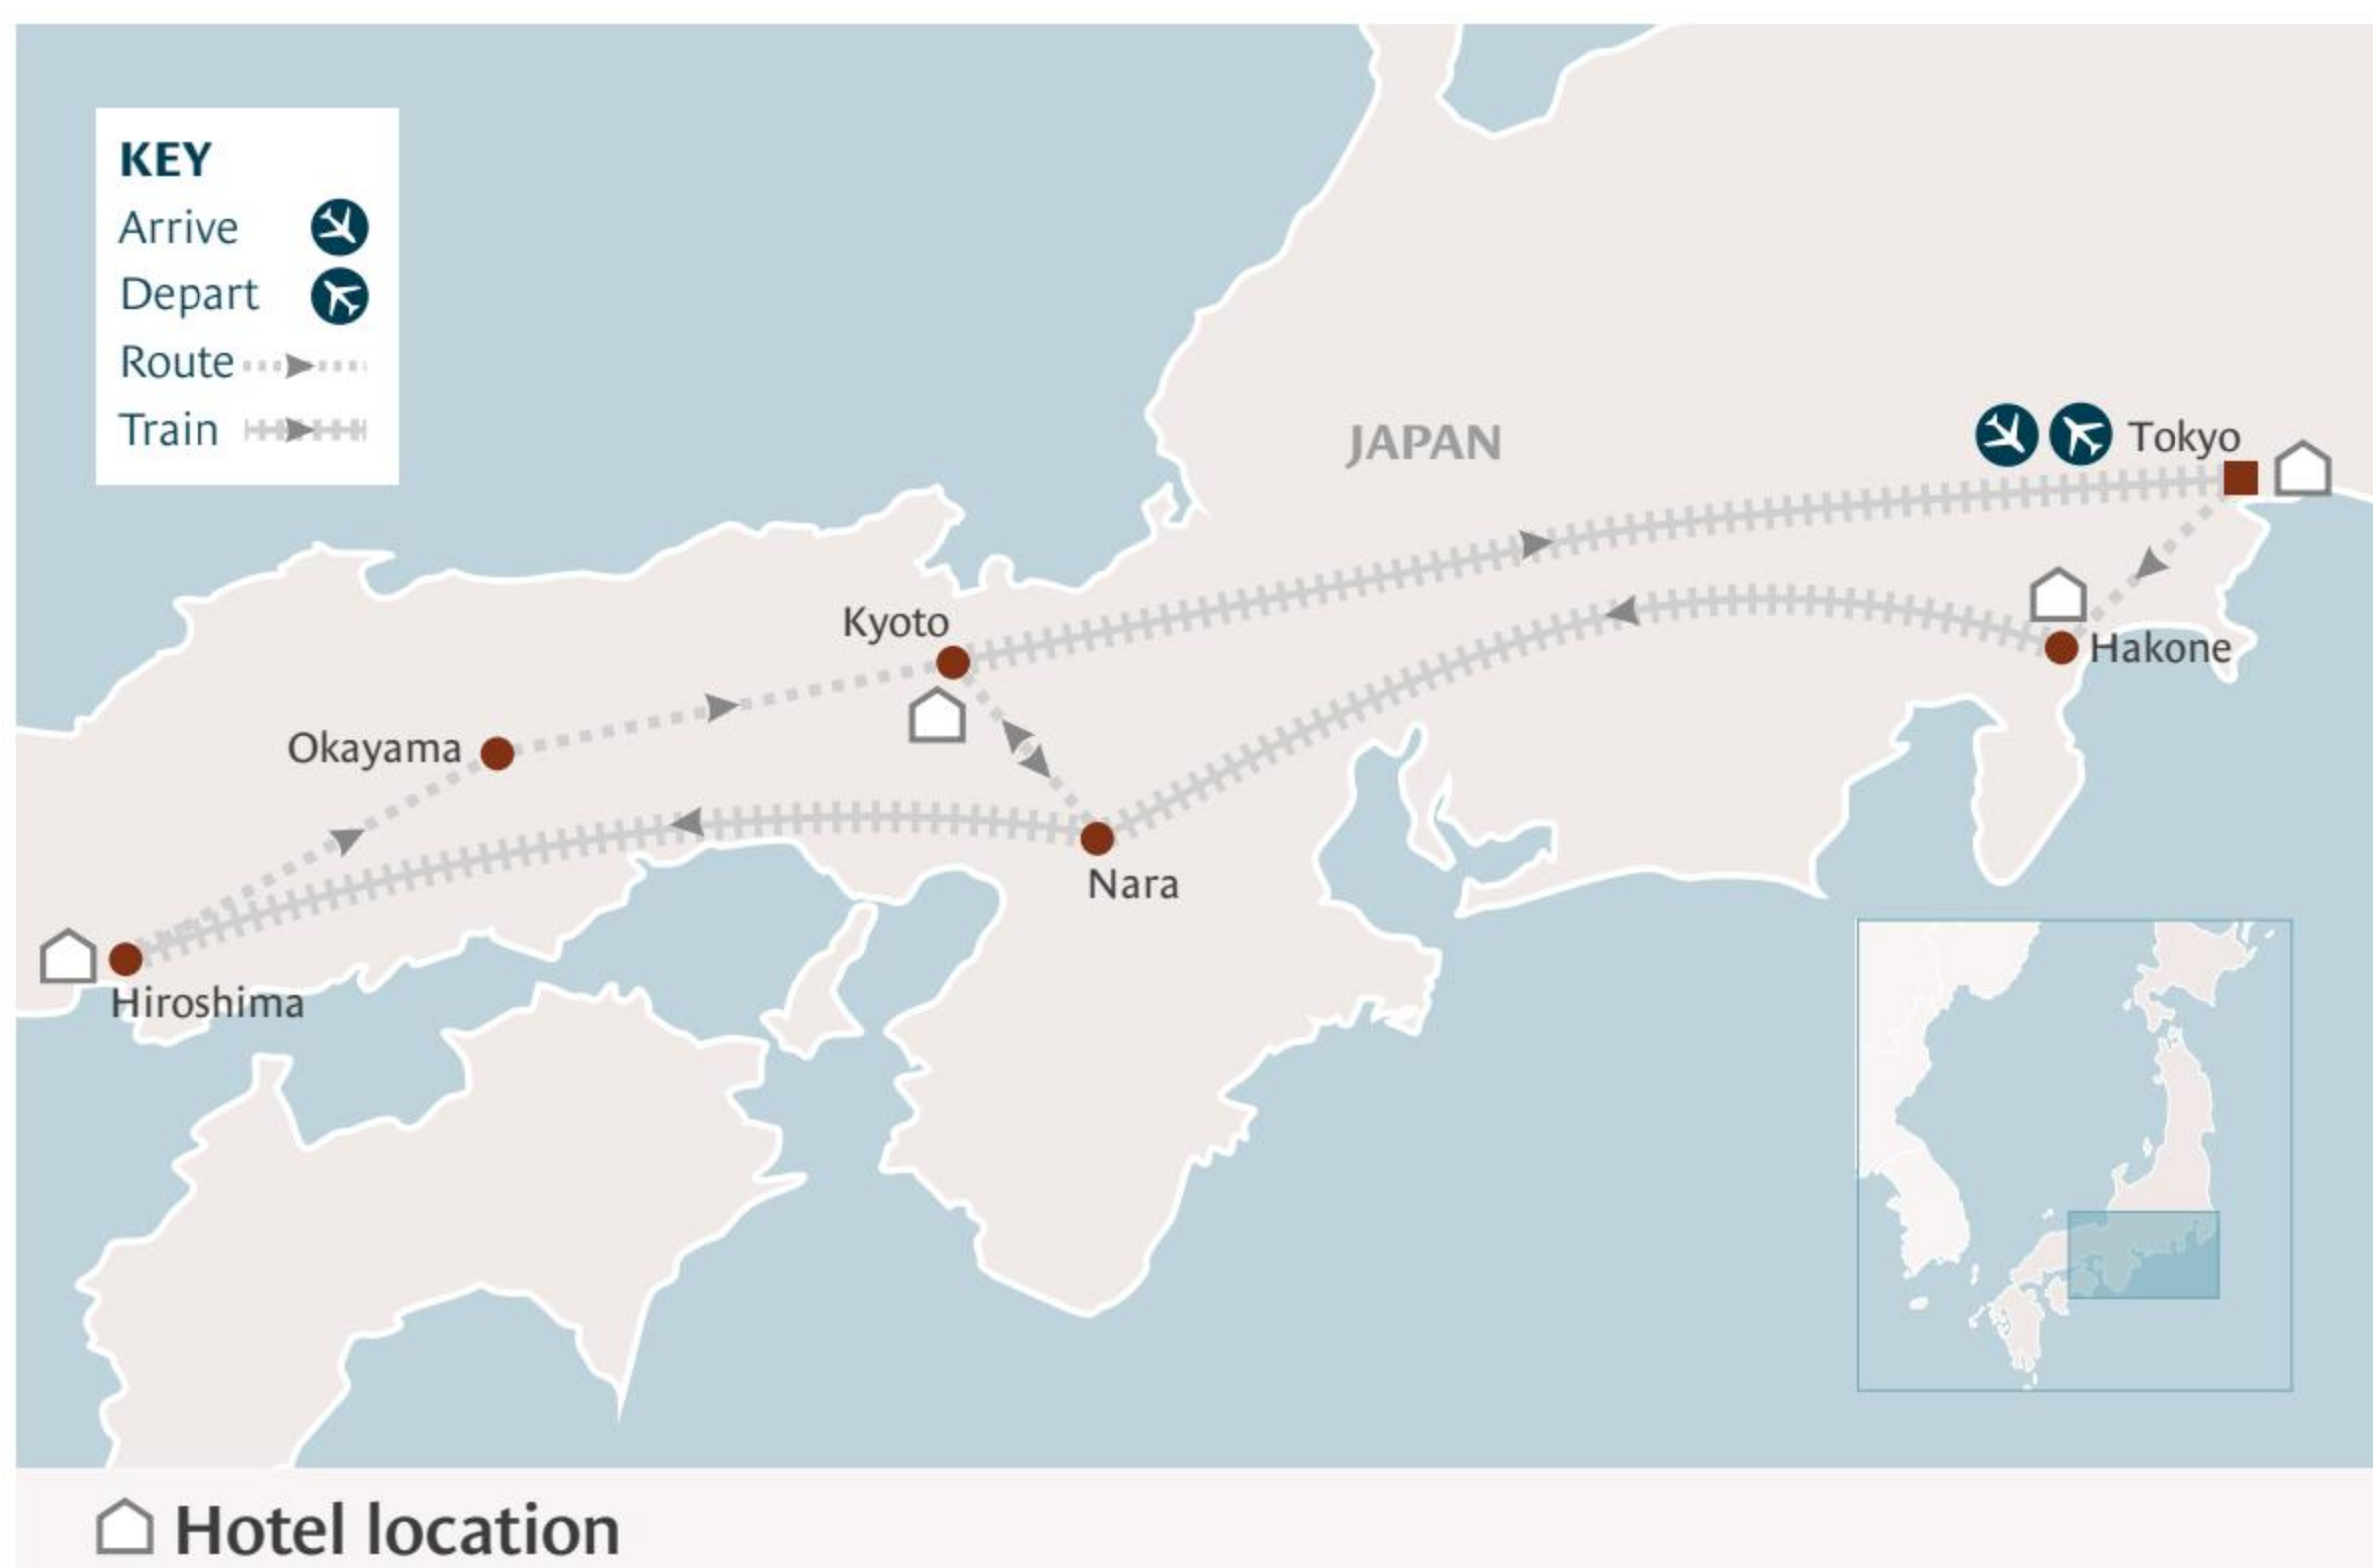 KEY
Arrive
Depart
Route
Train
JAPAN
Tokyo
Kyoto
Hakone
Okayama
Nara
Hiroshima
Hotel location